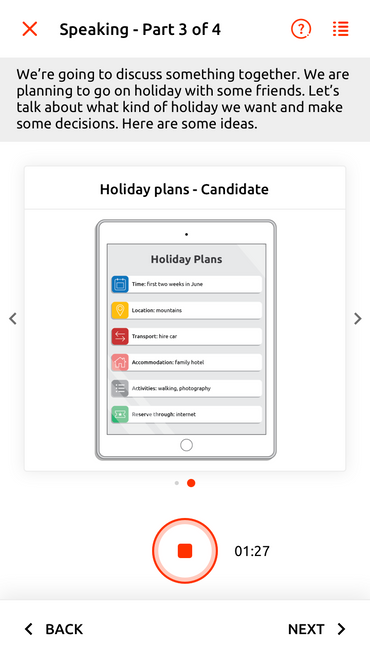 Speaking - Part 3 of 4
We’re going to discuss something together. We are
planning to go on holiday with some friends. Let’s
talk about what kind of holiday we want and make
some decisions. Here are some ideas.
Holiday plans - Candidate
Holiday Plans
Time: first two weeks in June
Location: mountains
Transport: hire car
Accommodation: family hotel
Activities: walking, photography
Reserve through: internet
01:27
BACK
NEXT